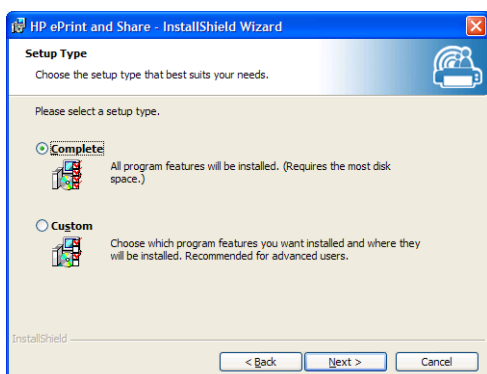 HP ePrint and Share - InstallShield Wizard
Setup Type
Choose the setup type that best suits your needs.
Please select a setup type.
Complete
All program features will be installed. (Requires the most disk
space.)
Custom
Choose which program features you want installed and where they
will be installed. Recommended for advanced users.
InstallShield
< Back Next > Cancel